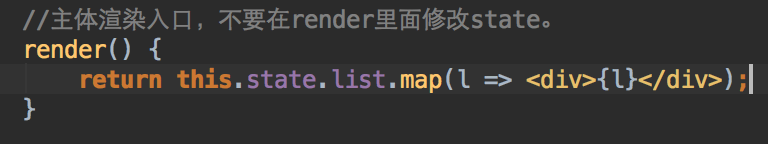 //主体渲染入口，不要在render里面修改state。
render() {
return this.state.list.map(l => <div>{l}</div>);
}